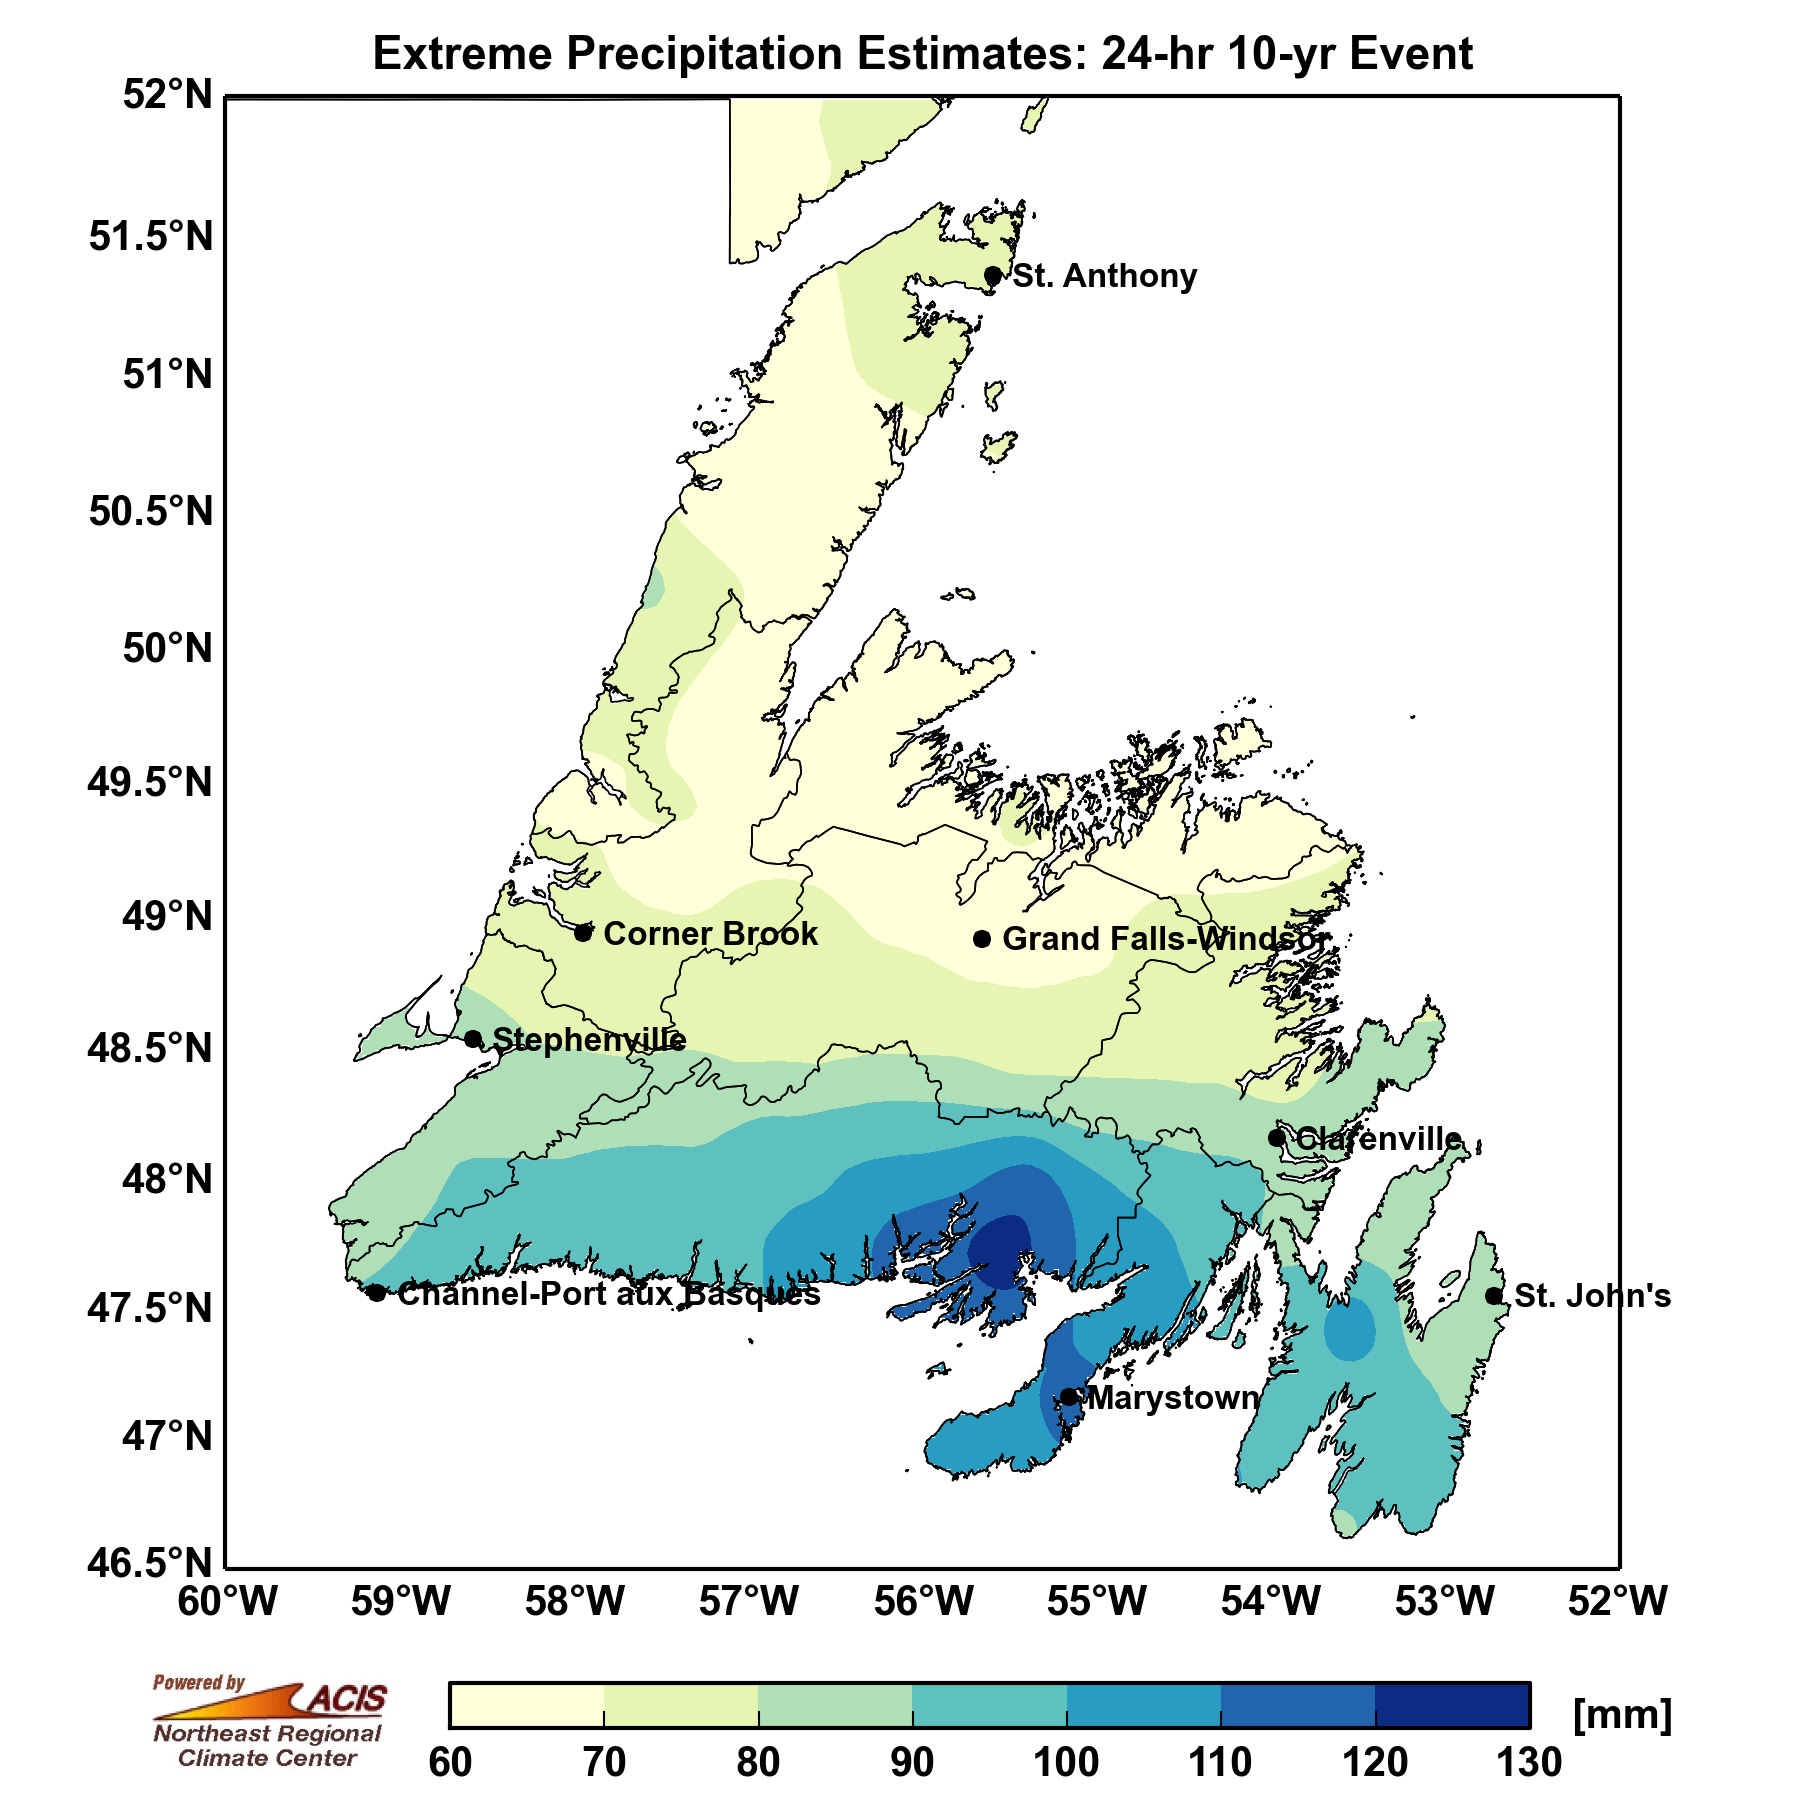 Extreme Precipitation Estimates: 24-hr 10-yr Event
52°N
51.5°N
St. Anthony
51°N
50.5°N
50°N
49.5°N
49°N
Corner Brook
Grand Falls-Windsor
48.5°N
Stephenville
Clarenville
48°N
47.5°N
Channel-Port aux Basques
St. John's
Marystown
47°N
46.5°N
60°W 59°W 58°W 57°W 56°W 55°W 54°W 53°W 52°W
Powered by
ACIS
Northeast Regional
Climate Center
[mm]
60 70 80 90 100 110 120 130